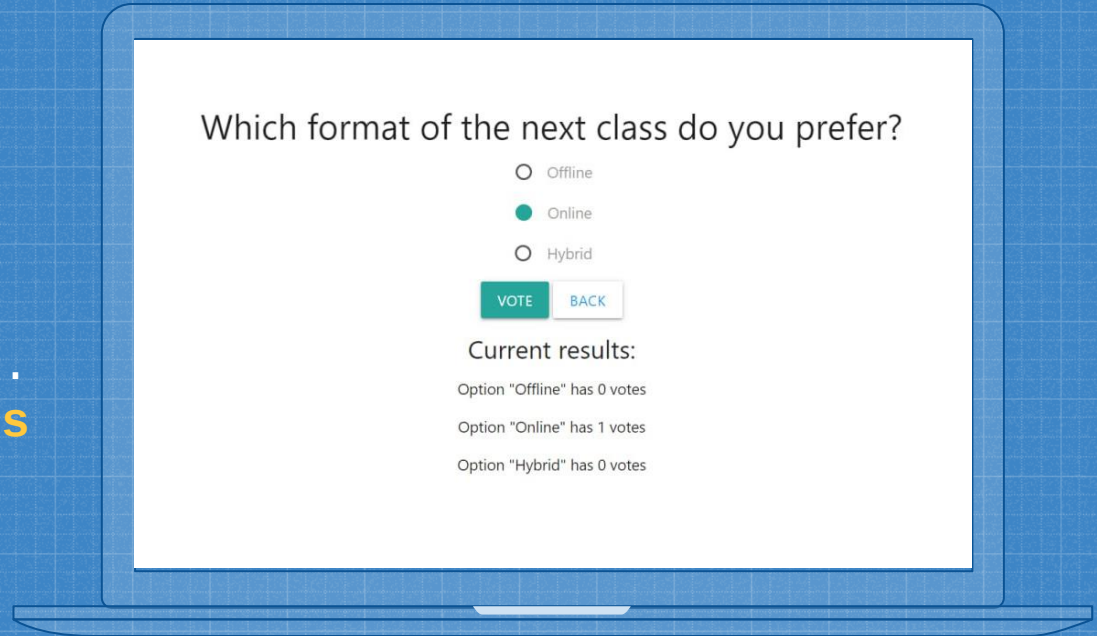 Which format of the next class do you prefer?
Offline
Online
Hybrid
VOTE BACK
Current results:
Option "Offline" has 0 votes
Option "Online" has 1 votes
Option "Hybrid" has 0 votes
.
s